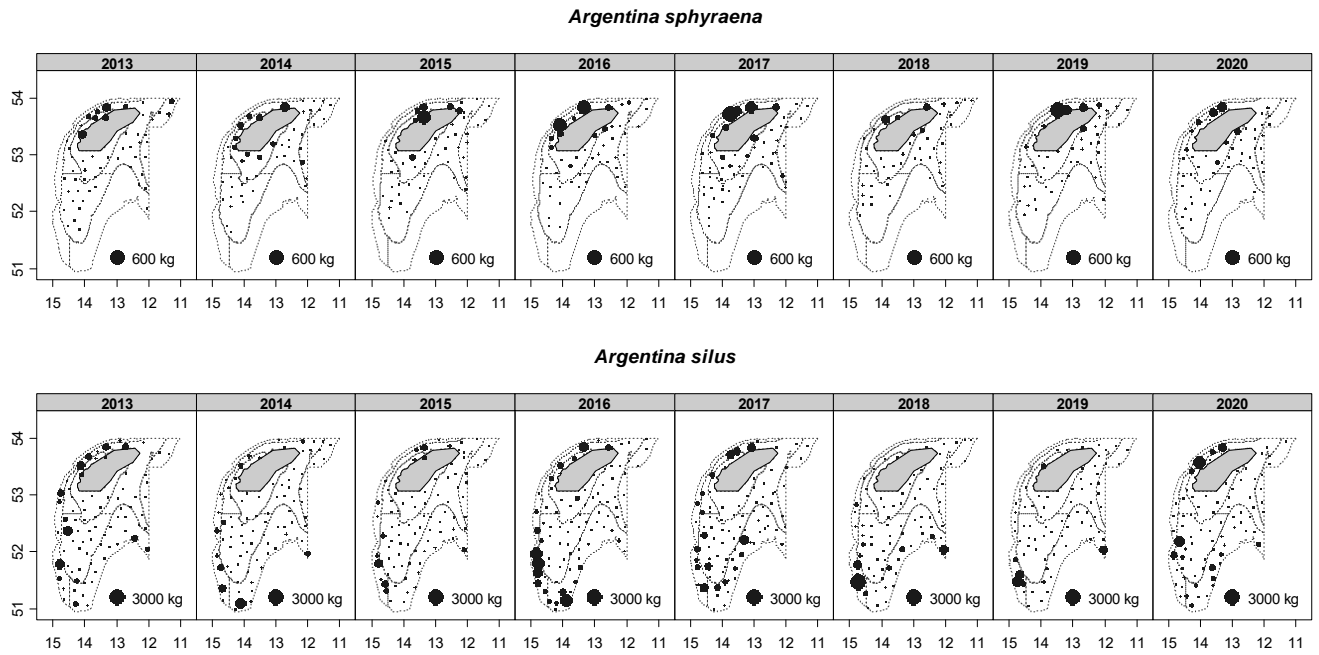 Argentina sphyraena
2013 2014 2015 2016 2017 2018 2019 2020
54
53
52
51
600 kg 600 kg 600 kg 600 kg 600 kg 600 kg 600 kg 600 kg
15 14 13 12 11 15 14 13 12 11 15 14 13 12 11 15 14 13 12 11 15 14 13 12 11 15 14 13 12 11 15 14 13 12 11 15 14 13 12 11
Argentina silus
2013 2014 2015 2016 2017 2018 2019 2020
54
53
52
51
3000 kg 3000 kg 3000 kg 3000 kg 3000 kg 3000 kg 3000 kg 3000 kg
15 14 13 12 11 15 14 13 12 11 15 14 13 12 11 15 14 13 12 11 15 14 13 12 11 15 14 13 12 11 15 14 13 12 11 15 14 13 12 11